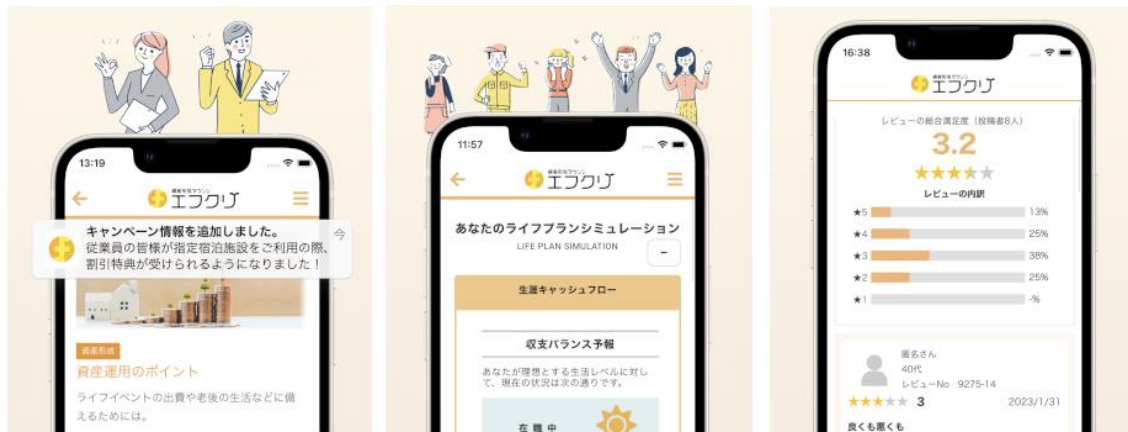 13:19
資産形成ラウンジ
エフクリ
キャンペーン情報を追加しました。
今
従業員の皆様が指定宿泊施設をご利用の際、
割引特典が受けられるようになりました！
資産形成
資産運用のポイント
ライフイベントの出費や老後の生活などに備
えるためには。
11:57
資産形成ラウンジ
エフクリ
あなたのライフプランシミュレーション
LIFE PLAN SIMULATION
-
生涯キャッシュフロー
収支バランス予報
あなたが理想とする生活レベルに対し
て、現在の状況は次の通りです。
在職中
16:38
資産形成ラウンジ
エフクリ
レビューの総合満足度（投稿者8人）
3.2
★★★★★
レビューの内訳
★5 13%
★4 25%
★3 38%
★2 25%
★1 -%
匿名さん
40代
レビューNo 9275-14
★★★★★ 3 2023/1/31
良くも悪くも